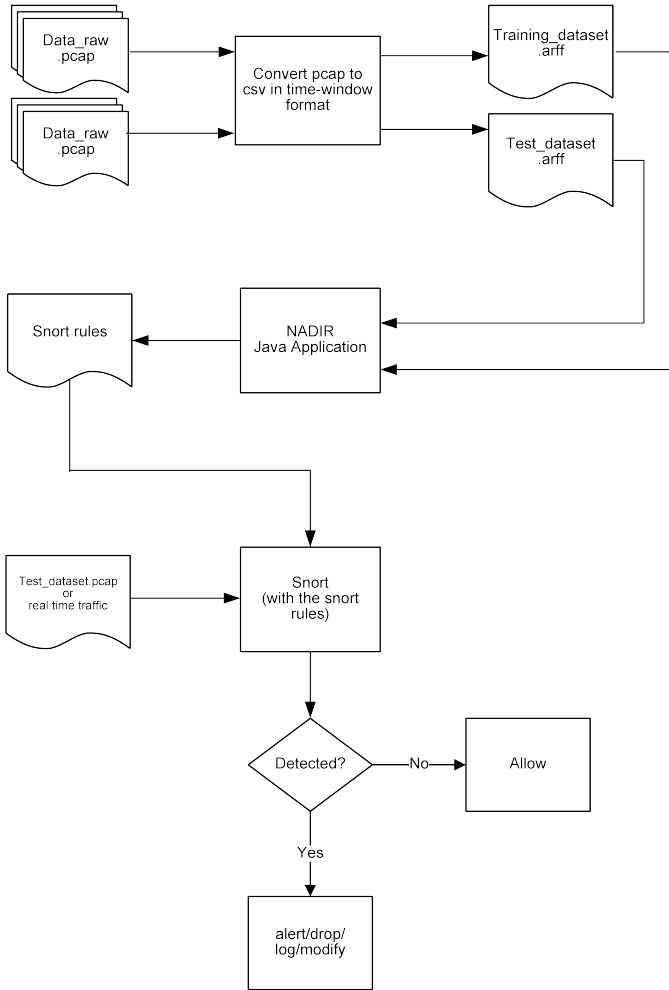 Data_raw
.pcap
Data_raw
.pcap
Convert pcap to
csv in time-window
format
Training_dataset
.arff
Test_dataset
.arff
Snort rules
NADIR
Java Application
Test_dataset.pcap
or
real time traffic
Snort
(with the snort
rules)
Detected?
No
Allow
Yes
alert/drop/
log/modify